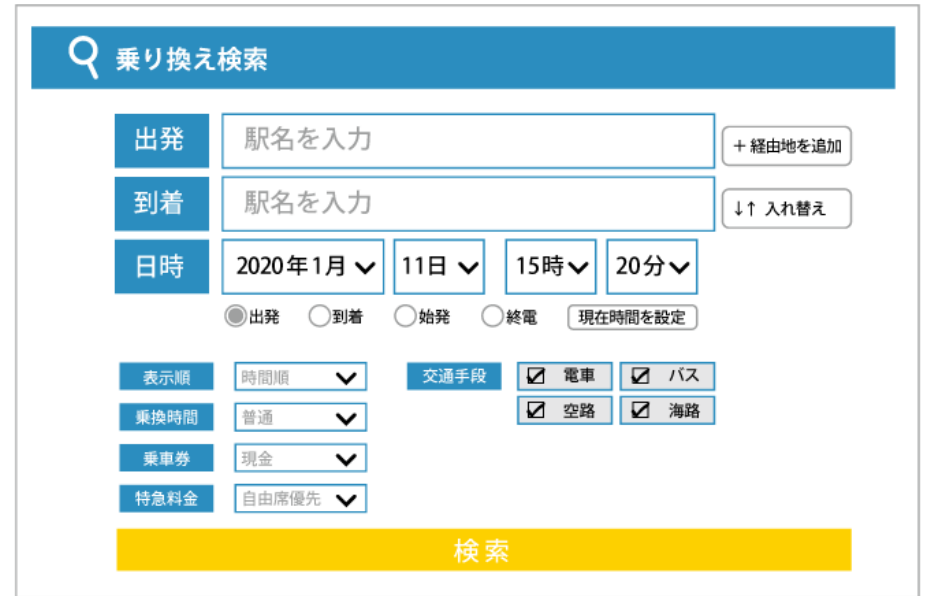 乗り換え検索
出発 駅名を入力 +経由地を追加
到着 駅名を入力 ↓↑ 入れ替え
日時 2020年1月 11日 15時 20分
出発 到着 始発 終電 現在時間を設定
表示順 時間順 交通手段 電車 バス
乗換時間 普通 空路 海路
乗車券 現金
特急料金 自由席優先
検索